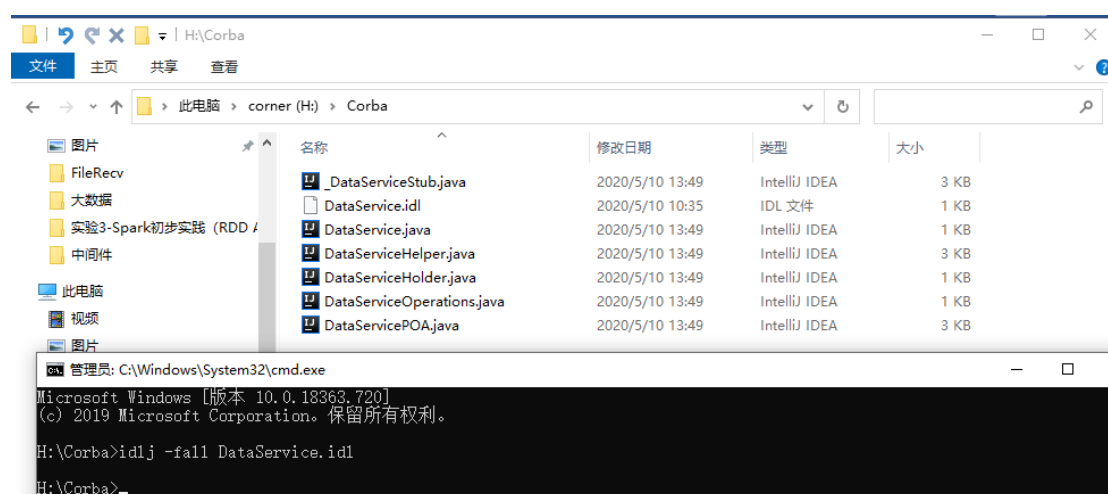 H:\Corba
文件 主页 共享 查看
此电脑 > corner (H:) > Corba
图片
FileRecv
大数据
实验3-Spark初步实践（RDD A
中间件
此电脑
视频
图片
名称 修改日期 类型 大小
_DataServiceStub.java 2020/5/10 13:49 IntelliJ IDEA 3 KB
DataService.idl 2020/5/10 10:35 IDL 文件 1 KB
DataService.java 2020/5/10 13:49 IntelliJ IDEA 1 KB
DataServiceHelper.java 2020/5/10 13:49 IntelliJ IDEA 3 KB
DataServiceHolder.java 2020/5/10 13:49 IntelliJ IDEA 1 KB
DataServiceOperations.java 2020/5/10 13:49 IntelliJ IDEA 1 KB
DataServicePOA.java 2020/5/10 13:49 IntelliJ IDEA 3 KB
管理员: C:\Windows\System32\cmd.exe
Microsoft Windows [版本 10.0.18363.720]
(c) 2019 Microsoft Corporation。保留所有权利。
H:\Corba>idlj -fall DataService.idl
H:\Corba>